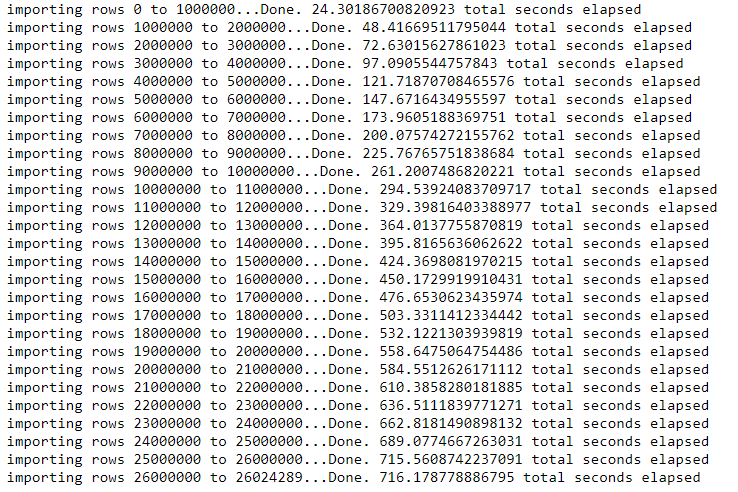 importing rows 0 to 1000000...Done. 24.30186700820923 total seconds elapsed
importing rows 1000000 to 2000000...Done. 48.41669511795044 total seconds elapsed
importing rows 2000000 to 3000000...Done. 72.63015627861023 total seconds elapsed
importing rows 3000000 to 4000000...Done. 97.0905544757843 total seconds elapsed
importing rows 4000000 to 5000000...Done. 121.71870708465576 total seconds elapsed
importing rows 5000000 to 6000000...Done. 147.6716434955597 total seconds elapsed
importing rows 6000000 to 7000000...Done. 173.9605188369751 total seconds elapsed
importing rows 7000000 to 8000000...Done. 200.07574272155762 total seconds elapsed
importing rows 8000000 to 9000000...Done. 225.76765751838684 total seconds elapsed
importing rows 9000000 to 10000000...Done. 261.2007486820221 total seconds elapsed
importing rows 10000000 to 11000000...Done. 294.53924083709717 total seconds elapsed
importing rows 11000000 to 12000000...Done. 329.39816403388977 total seconds elapsed
importing rows 12000000 to 13000000...Done. 364.0137755870819 total seconds elapsed
importing rows 13000000 to 14000000...Done. 395.8165636062622 total seconds elapsed
importing rows 14000000 to 15000000...Done. 424.3698081970215 total seconds elapsed
importing rows 15000000 to 16000000...Done. 450.1729919910431 total seconds elapsed
importing rows 16000000 to 17000000...Done. 476.6530623435974 total seconds elapsed
importing rows 17000000 to 18000000...Done. 503.3311412334442 total seconds elapsed
importing rows 18000000 to 19000000...Done. 532.1221303939819 total seconds elapsed
importing rows 19000000 to 20000000...Done. 558.6475064754486 total seconds elapsed
importing rows 20000000 to 21000000...Done. 584.5512626171112 total seconds elapsed
importing rows 21000000 to 22000000...Done. 610.3858280181885 total seconds elapsed
importing rows 22000000 to 23000000...Done. 636.5111839771271 total seconds elapsed
importing rows 23000000 to 24000000...Done. 662.8181490898132 total seconds elapsed
importing rows 24000000 to 25000000...Done. 689.0774667263031 total seconds elapsed
importing rows 25000000 to 26000000...Done. 715.5608742237091 total seconds elapsed
importing rows 26000000 to 26024289...Done. 716.178778886795 total seconds elapsed